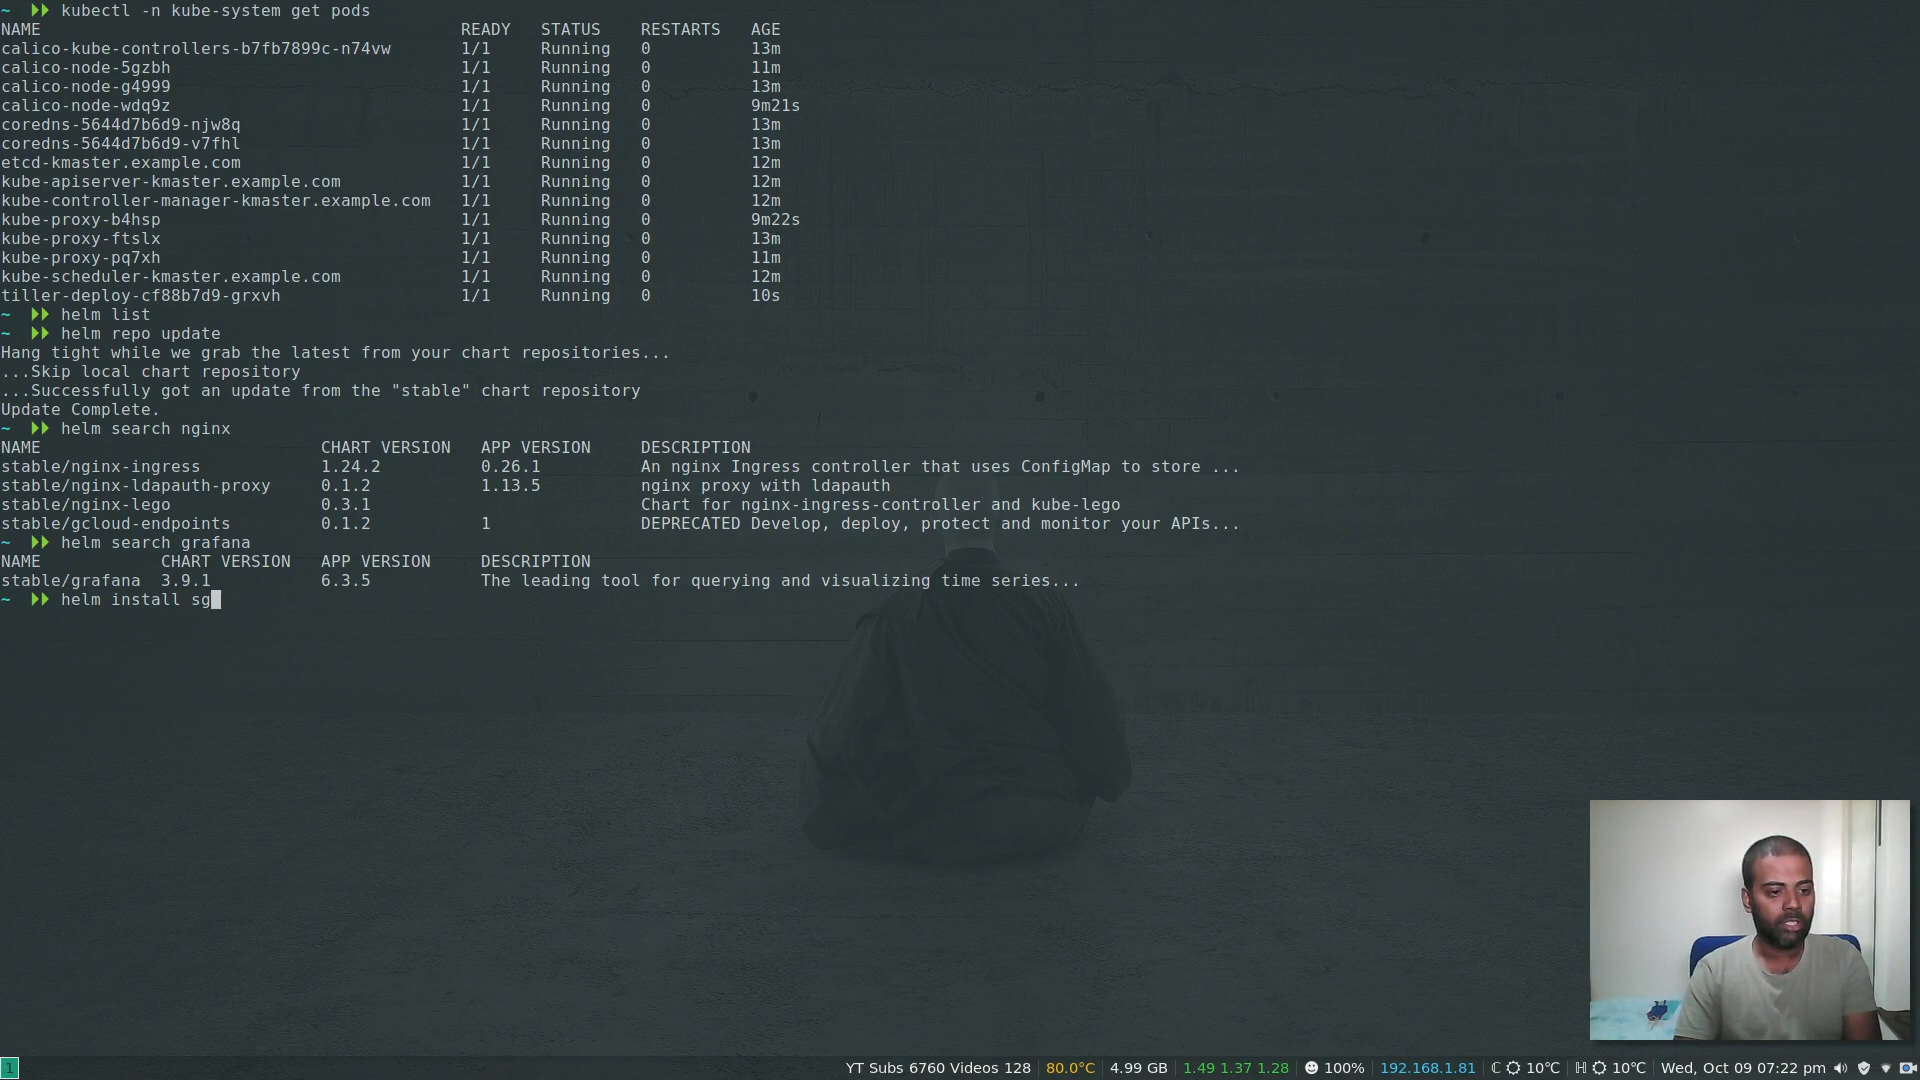 ~ kubectl -n kube-system get pods
NAME READY STATUS RESTARTS AGE
calico-kube-controllers-b7fb7899c-n74vw 1/1 Running 0 13m
calico-node-5gzbh 1/1 Running 0 11m
calico-node-g4999 1/1 Running 0 13m
calico-node-wdq9z 1/1 Running 0 9m21s
coredns-5644d7b6d9-njw8q 1/1 Running 0 13m
coredns-5644d7b6d9-v7fhl 1/1 Running 0 13m
etcd-kmaster.example.com 1/1 Running 0 12m
kube-apiserver-kmaster.example.com 1/1 Running 0 12m
kube-controller-manager-kmaster.example.com 1/1 Running 0 12m
kube-proxy-b4hsp 1/1 Running 0 9m22s
kube-proxy-ftslx 1/1 Running 0 13m
kube-proxy-pq7xh 1/1 Running 0 11m
kube-scheduler-kmaster.example.com 1/1 Running 0 12m
tiller-deploy-cf88b7d9-grxvh 1/1 Running 0 10s
~ helm list
~ helm repo update
Hang tight while we grab the latest from your chart repositories...
...Skip local chart repository
...Successfully got an update from the "stable" chart repository
Update Complete.
~ helm search nginx
NAME CHART VERSION APP VERSION DESCRIPTION
stable/nginx-ingress 1.24.2 0.26.1 An nginx Ingress controller that uses ConfigMap to store ...
stable/nginx-ldapauth-proxy 0.1.2 1.13.5 nginx proxy with ldapauth
stable/nginx-lego 0.3.1 Chart for nginx-ingress-controller and kube-lego
stable/gcloud-endpoints 0.1.2 1 DEPRECATED Develop, deploy, protect and monitor your APIs...
~ helm search grafana
NAME CHART VERSION APP VERSION DESCRIPTION
stable/grafana 3.9.1 6.3.5 The leading tool for querying and visualizing time series...
~ helm install sg
1 YT Subs 6760 Videos 128 80.0°C 4.99 GB 1.49 1.37 1.28 100% 192.168.1.81 C 10℃ H 10℃ Wed, Oct 09 07:22 pm